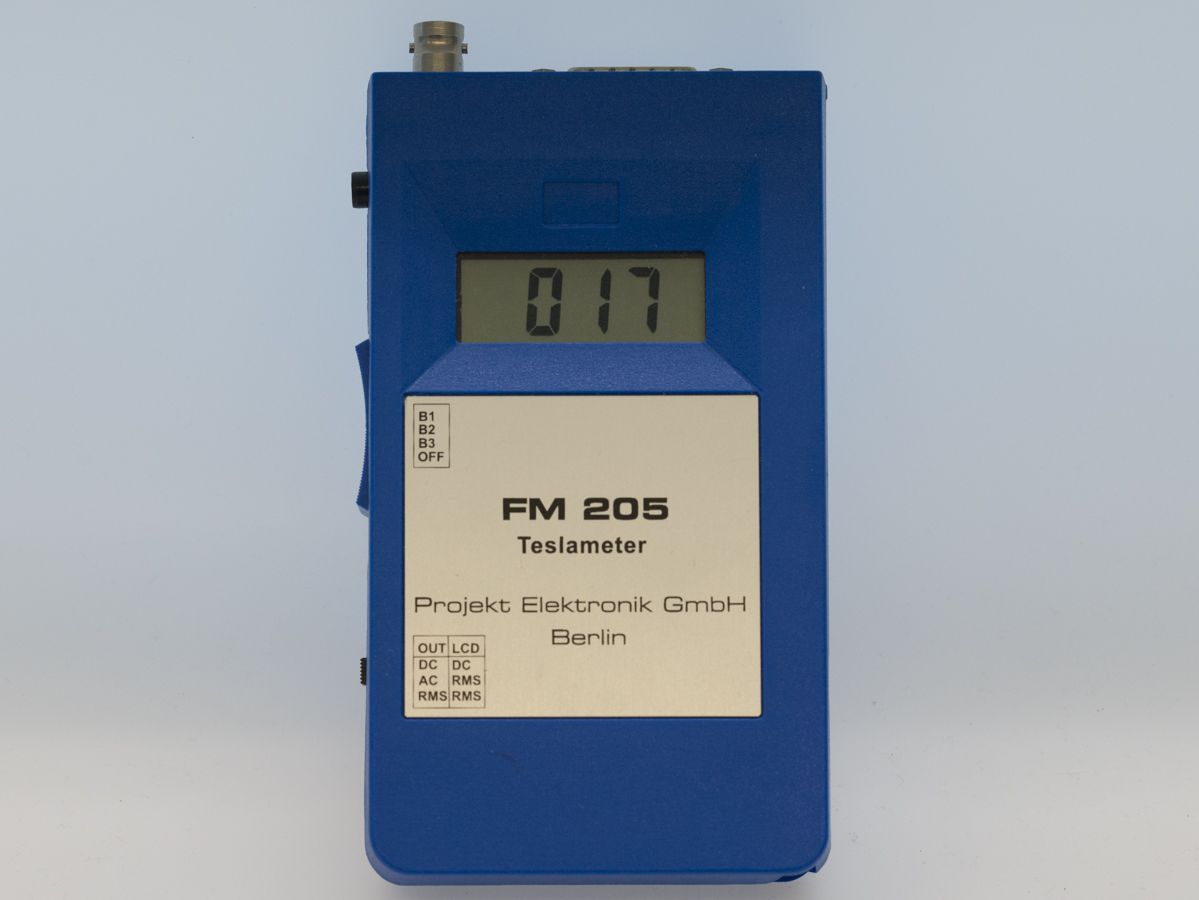 017
B1
B2
B3
OFF
FM 205
Teslameter
Projekt Elektronik GmbH
Berlin
OUT LCD
DC DC
AC RMS
RMS RMS